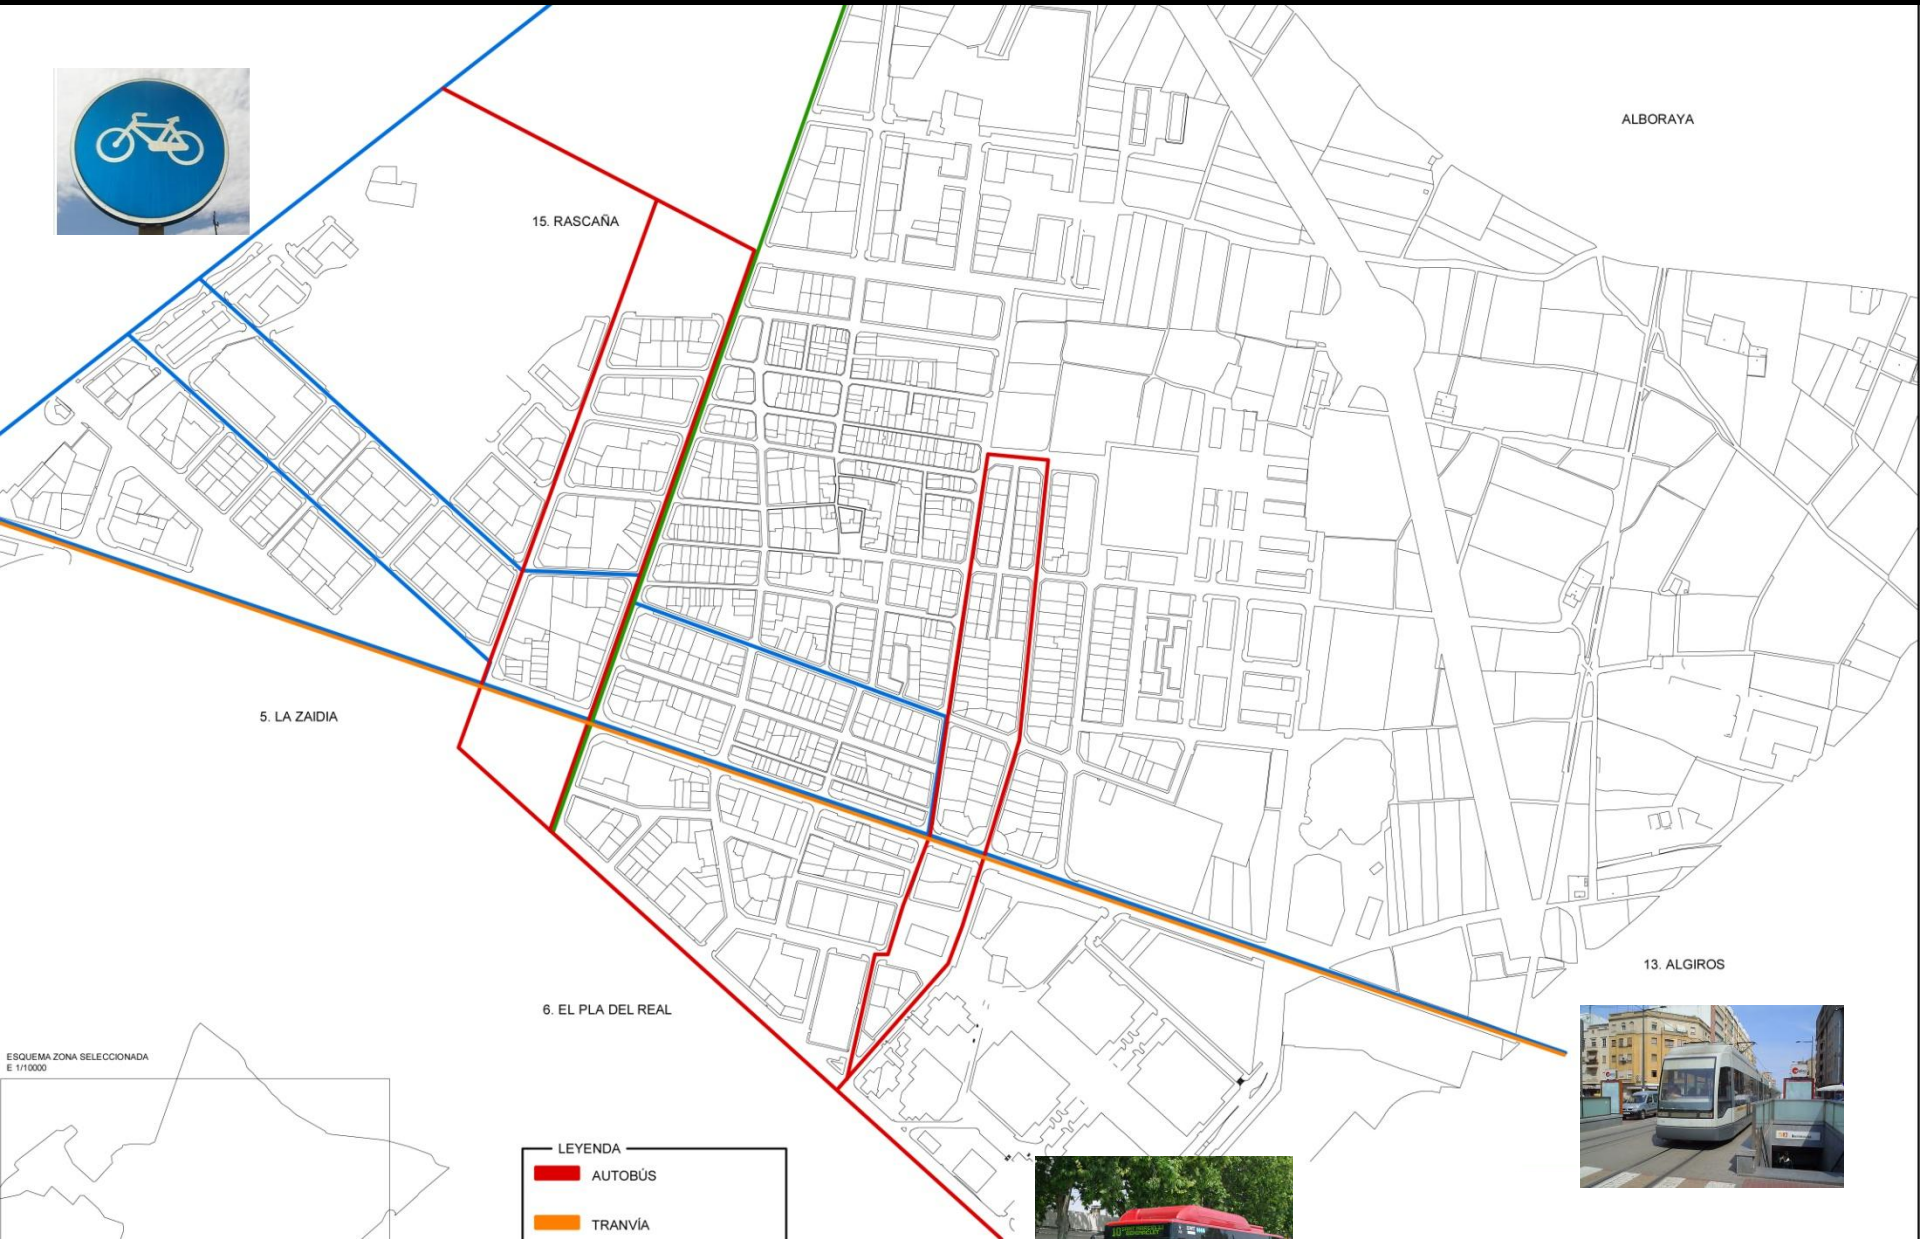 ALBORAYA
15. RASCAÑA
5. LA ZAIDIA
13. ALGIROS
6. EL PLA DEL REAL
ESQUEMA ZONA SELECCIONADA
E 1/10000
LEYENDA
AUTOBÚS
TRANVÍA
10